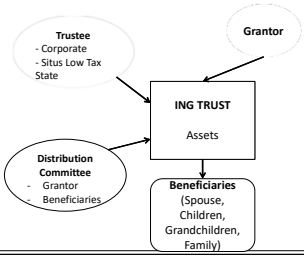 Trustee
- Corporate
- Situs Low Tax
State
Grantor
ING TRUST
Assets
Distribution
Committee
- Grantor
- Beneficiaries
Beneficiaries
(Spouse,
Children,
Grandchildren,
Family)